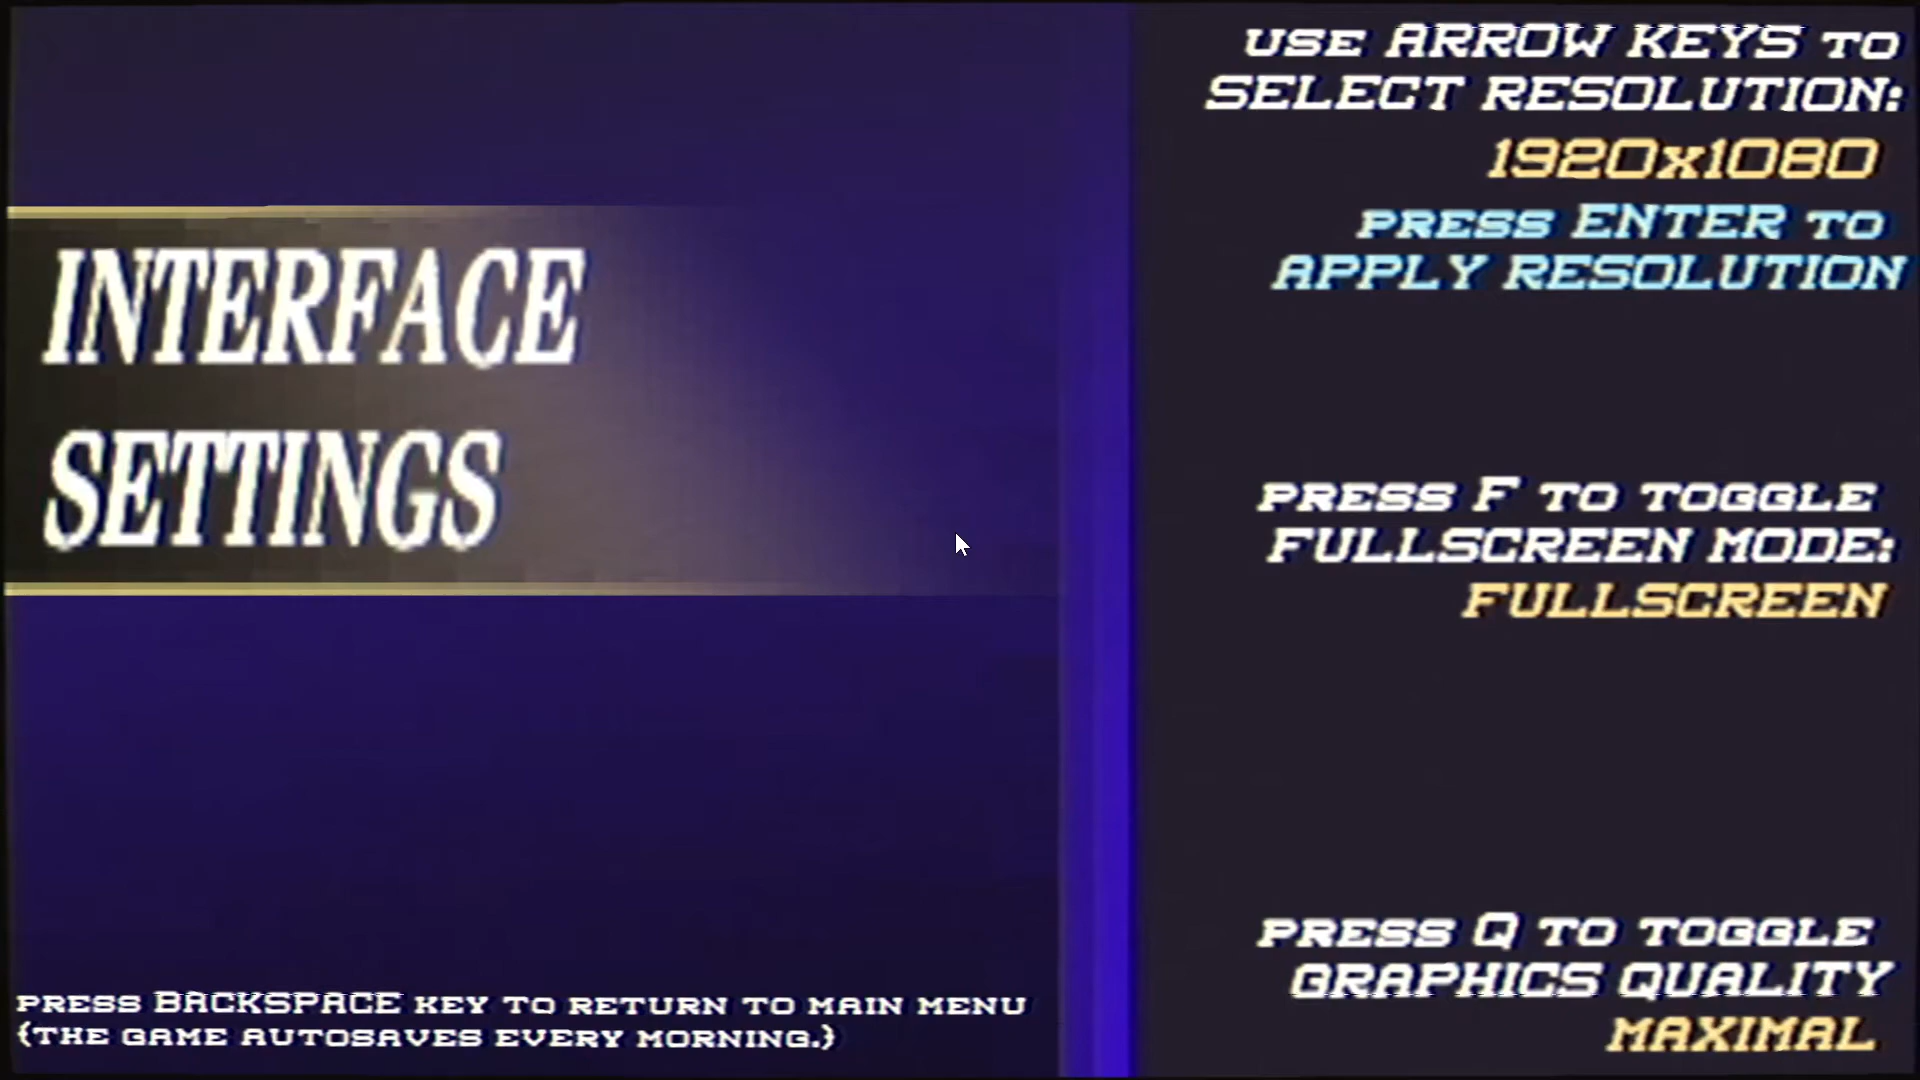 INTERFACE
SETTINGS
USE ARROW KEYS TO
SELECT RESOLUTION:
1920x1080
PRESS ENTER TO
APPLY RESOLUTION
PRESS F TO TOGGLE
FULLSCREEN MODE:
FULLSCREEN
PRESS Q TO TOGGLE
GRAPHICS QUALITY
MAXIMAL
PRESS BACKSPACE KEY TO RETURN TO MAIN MENU
{THE GAME AUTOSAVES EVERY MORNING.}